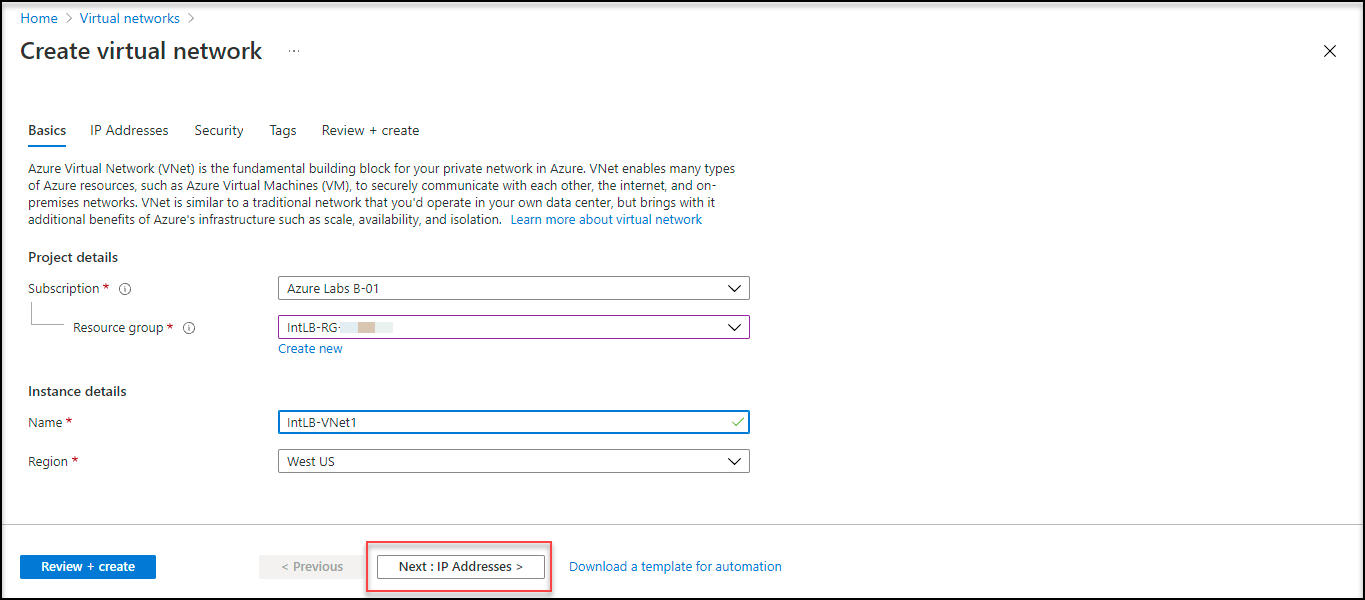 Home > Virtual networks >
Create virtual network ...
Basics IP Addresses Security Tags Review + create
Azure Virtual Network (VNet) is the fundamental building block for your private network in Azure. VNet enables many types
of Azure resources, such as Azure Virtual Machines (VM), to securely communicate with each other, the internet, and on-
premises networks. VNet is similar to a traditional network that you'd operate in your own data center, but brings with it
additional benefits of Azure's infrastructure such as scale, availability, and isolation. Learn more about virtual network
Project details
Subscription * Azure Labs B-01
Resource group * IntLB-RG-
Create new
Instance details
Name * IntLB-VNet1
Region * West US
Review + create < Previous Next : IP Addresses > Download a template for automation